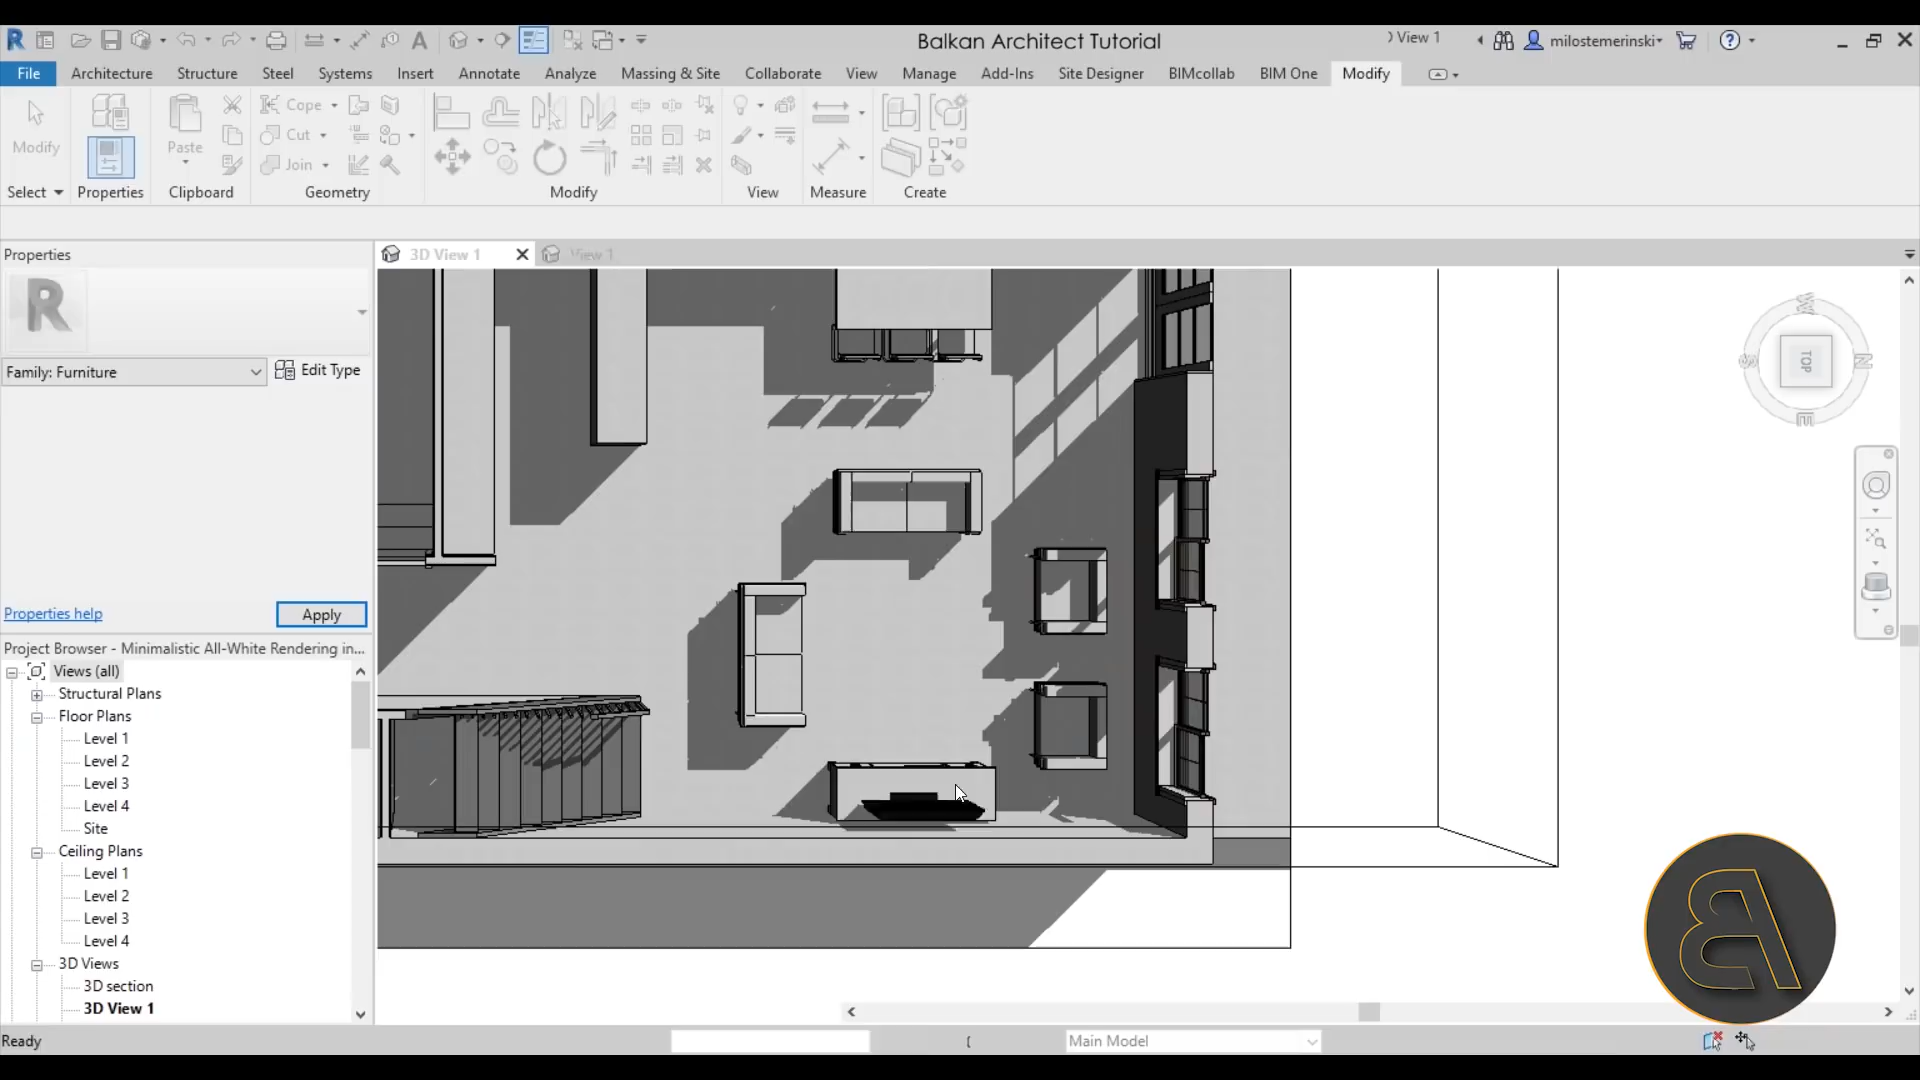 Balkan Architect Tutorial
View 1
milostemerinski
File Architecture Structure Steel Systems Insert Annotate Analyze Massing & Site Collaborate View Manage Add-Ins Site Designer BIMcollab BIM One Modify
Cope
Modify
Paste
Cut
Join
Select Properties Clipboard Geometry Modify View Measure Create
Properties
3D View 1
View 1
R
Family: Furniture
Edit Type
Properties help
Apply
Project Browser - Minimalistic All-White Rendering in...
Views (all)
Structural Plans
Floor Plans
Level 1
Level 2
Level 3
Level 4
Site
Ceiling Plans
Level 1
Level 2
Level 3
Level 4
3D Views
3D section
3D View 1
W
S
TOP
N
E
Ready
Main Model